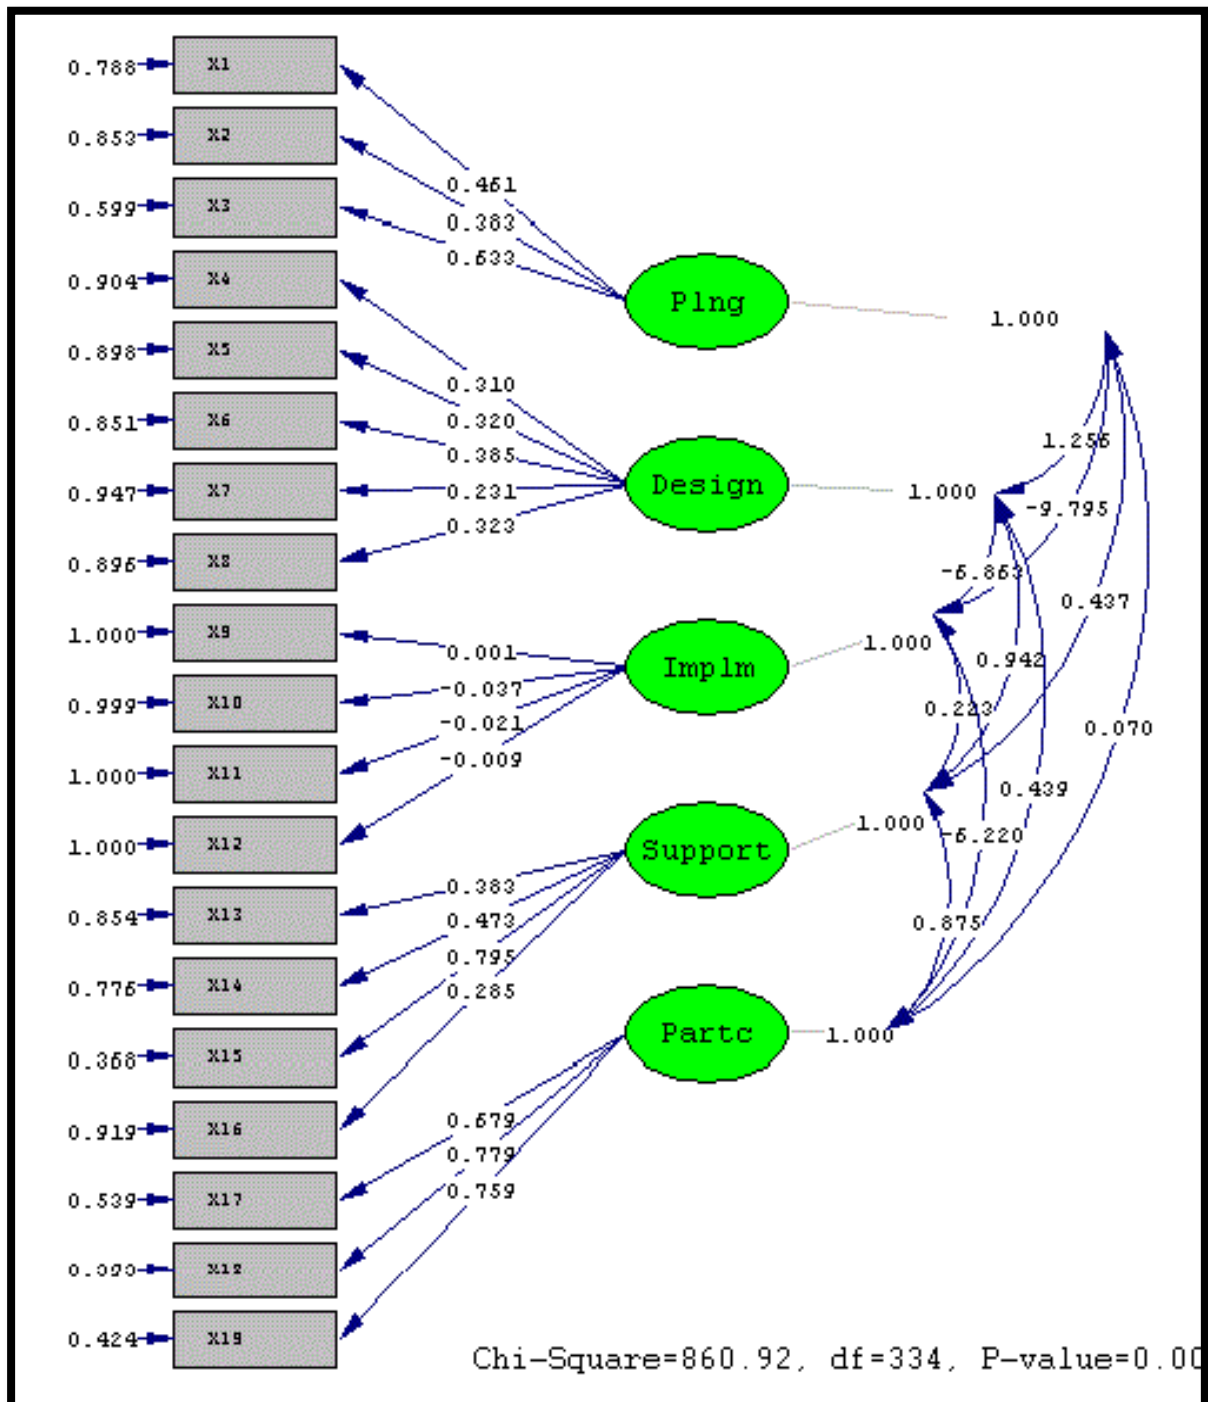 0.788 X1
0.853 X2
0.599 X3
0.904 X4
0.898 X5
0.851 X6
0.947 X7
0.896 X8
1.000 X9
0.999 X10
1.000 X11
1.000 X12
0.854 X13
0.776 X14
0.368 X15
0.919 X16
0.539 X17
X18
0.424 X19
0.461
0.383
0.633
0.310
0.320
0.385
0.231
0.323
0.001
-0.037
-0.021
-0.009
0.383
0.473
0.795
0.285
0.679
0.779
0.759
Plng
Design
Implm
Support
Partc
1.000
1.000
1.000
1.000
1.000
1.256
-9.795
-6.863
0.437
0.942
0.223
0.070
0.439
-6.220
0.875
Chi-Square=860.92, df=334, P-value=0.00